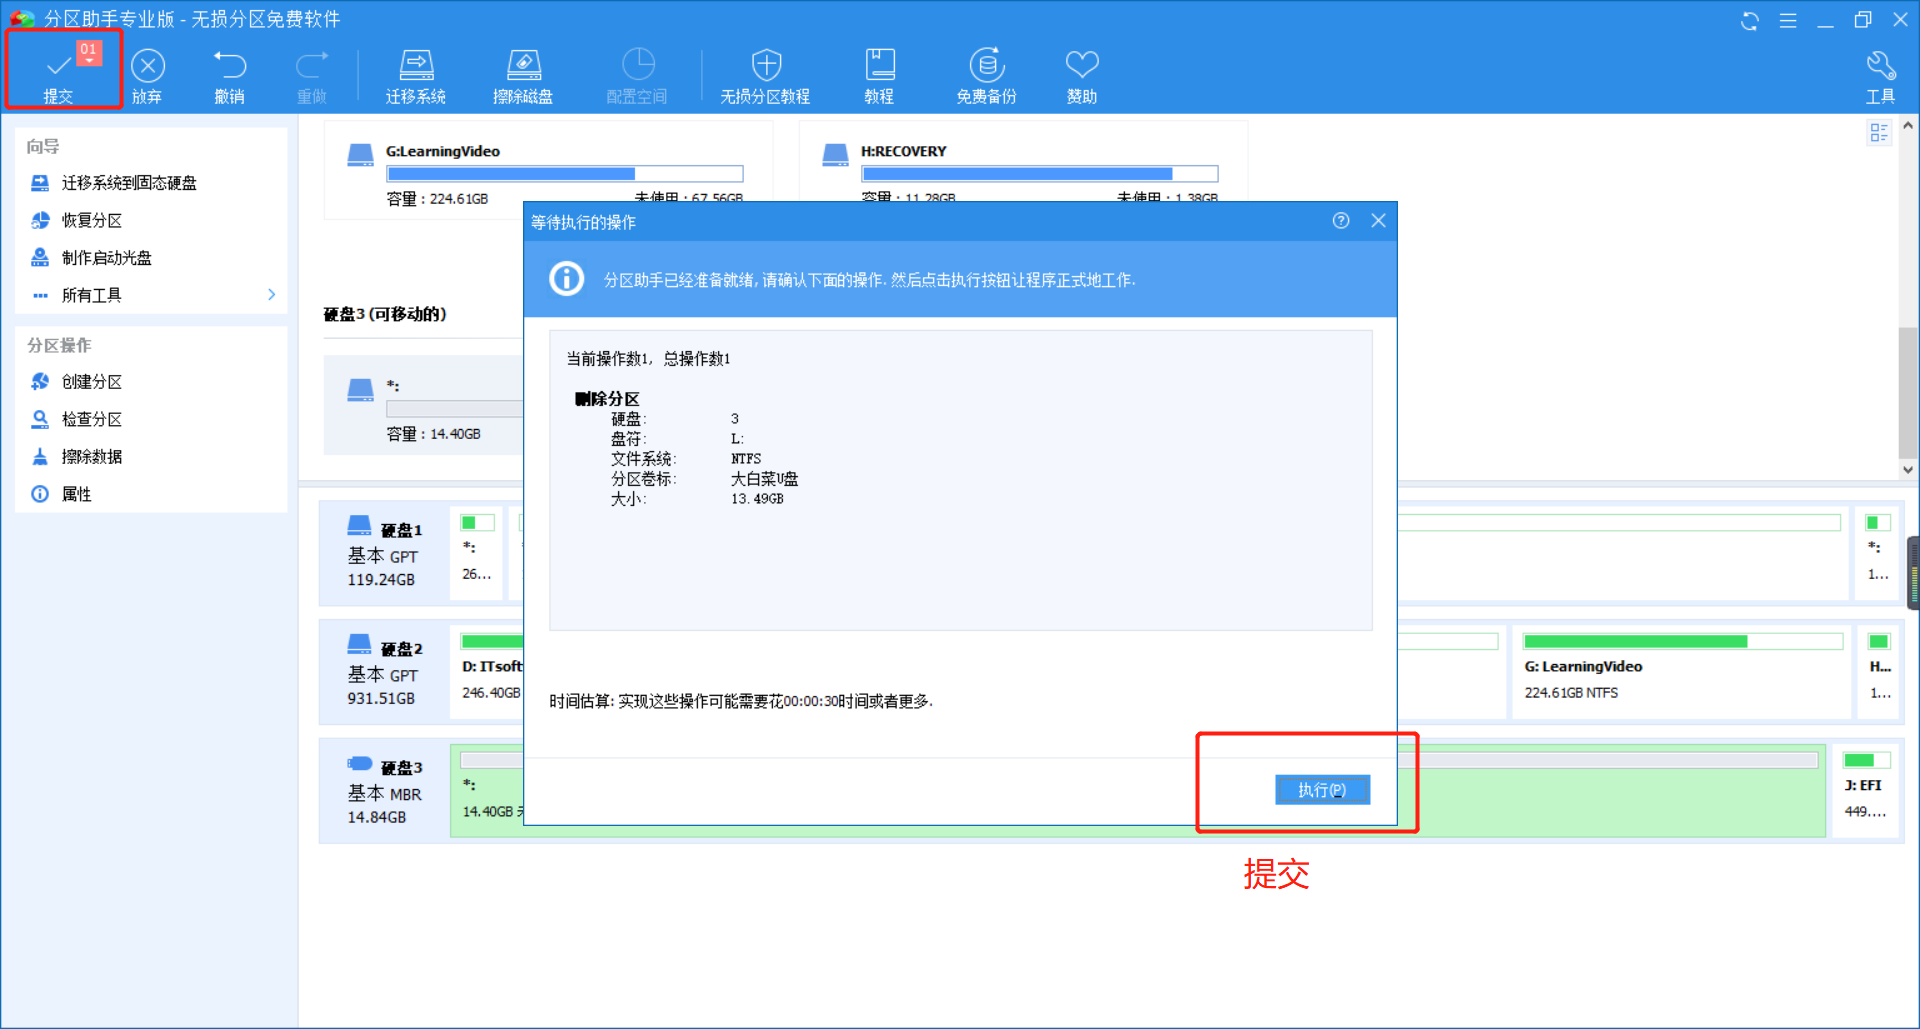 分区助手专业版 - 无损分区免费软件
01
提交
放弃
撤销
重做
迁移系统
擦除磁盘
配置空间
无损分区教程
教程
免费备份
赞助
工具
向导
迁移系统到固态硬盘
恢复分区
制作启动光盘
所有工具
分区操作
创建分区
检查分区
擦除数据
属性
G:LearningVideo
容量 : 224.61GB
未使用 : 67.56GB
H:RECOVERY
容量 : 11.28GB
未使用 : 1.38GB
硬盘3 (可移动的)
*:
容量 : 14.40GB
等待执行的操作
分区助手已经准备就绪, 请确认下面的操作. 然后点击执行按钮让程序正式地工作.
当前操作数1, 总操作数1
删除分区
硬盘: 3
盘符: L:
文件系统: NTFS
分区卷标: 大白菜U盘
大小: 13.49GB
时间估算: 实现这些操作可能需要花00:00:30时间或者更多.
执行(P)
提交
硬盘1
基本 GPT
119.24GB
*:
26...
*:
1...
硬盘2
基本 GPT
931.51GB
D: ITsoft
246.40GB
G: LearningVideo
224.61GB NTFS
H...
1...
硬盘3
基本 MBR
14.84GB
*:
14.40GB
J: EFI
449....